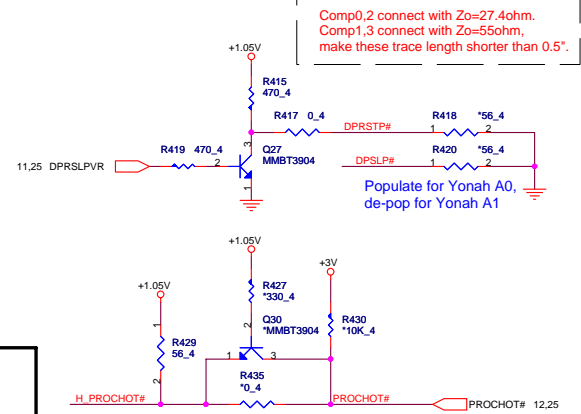 Comp0,2 connect with Zo=27.4ohm.
Comp1,3 connect with Zo=55ohm,
make these trace length shorter than 0.5".
+1.05V
R415
470_4
R417 0_4
DPRSTP#
R418 *56_4
1 2
3
R419 470_4
Q27
MMBT3904
11,25 DPRSLPVR
2
1
DPSLP#
R420 *56_4
1 2
Populate for Yonah A0,
de-pop for Yonah A1
+1.05V
+3V
+1.05V
R427
*330_4
1
R429
56_4
2
Q30
*MMBT3904
2
1 3
R430
*10K_4
R435
*0_4
H_PROCHOT#
PROCHOT#
PROCHOT# 12,25